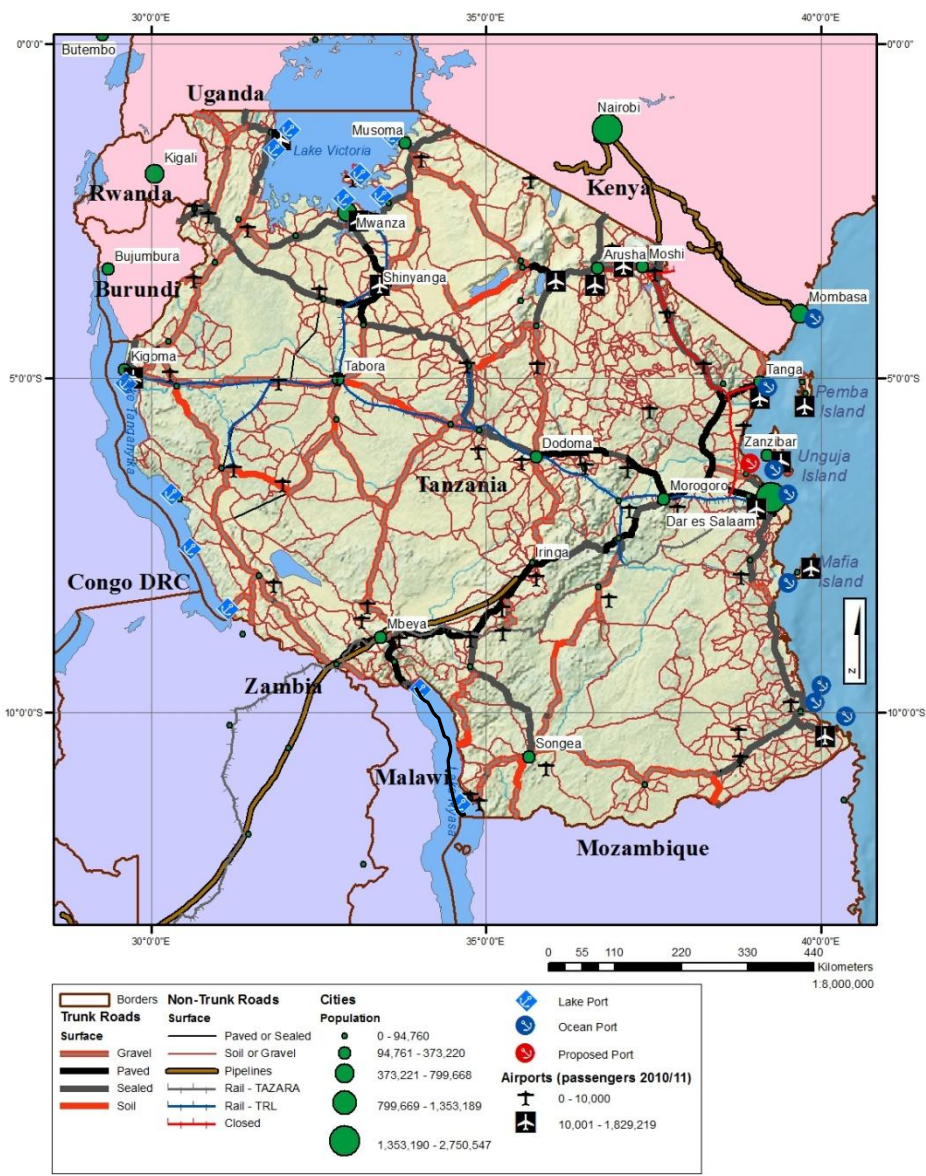 30°0'0"E 35°0'0"E 40°0'0"E
0°0'0" 0°0'0"
Butembo
Uganda
Nairobi
Musoma
Lake Victoria
Kigali
Rwanda
Kenya
Mwanza
Bujumbura
Arusha Moshi
Shinyanga
Burundi
Mombasa
Kigoma
Tabora
Tanga
5°0'0"S 5°0'0"S
Pemba
Island
Lake Tanganyika
Zanzibar
Dodoma
Unguja
Island
Tanzania
Morogoro
Dar es Salaam
Iringa
Mafia
Island
Congo DRC
Mbeya
Zambia
N
10°0'0"S 10°0'0"S
Songea
Malawi
Mozambique
30°0'0"E 35°0'0"E 40°0'0"E
0 55 110 220 330 440
Kilometers
1:8,000,000
Borders
Trunk Roads
Surface
Gravel
Paved
Sealed
Soil
Non-Trunk Roads
Surface
Paved or Sealed
Soil or Gravel
Pipelines
Rail - TAZARA
Rail - TRL
Closed
Cities
Population
0 - 94,760
94,761 - 373,220
373,221 - 799,668
799,669 - 1,353,189
1,353,190 - 2,750,547
Lake Port
Ocean Port
Proposed Port
Airports (passengers 2010/11)
0 - 10,000
10,001 - 1,829,219